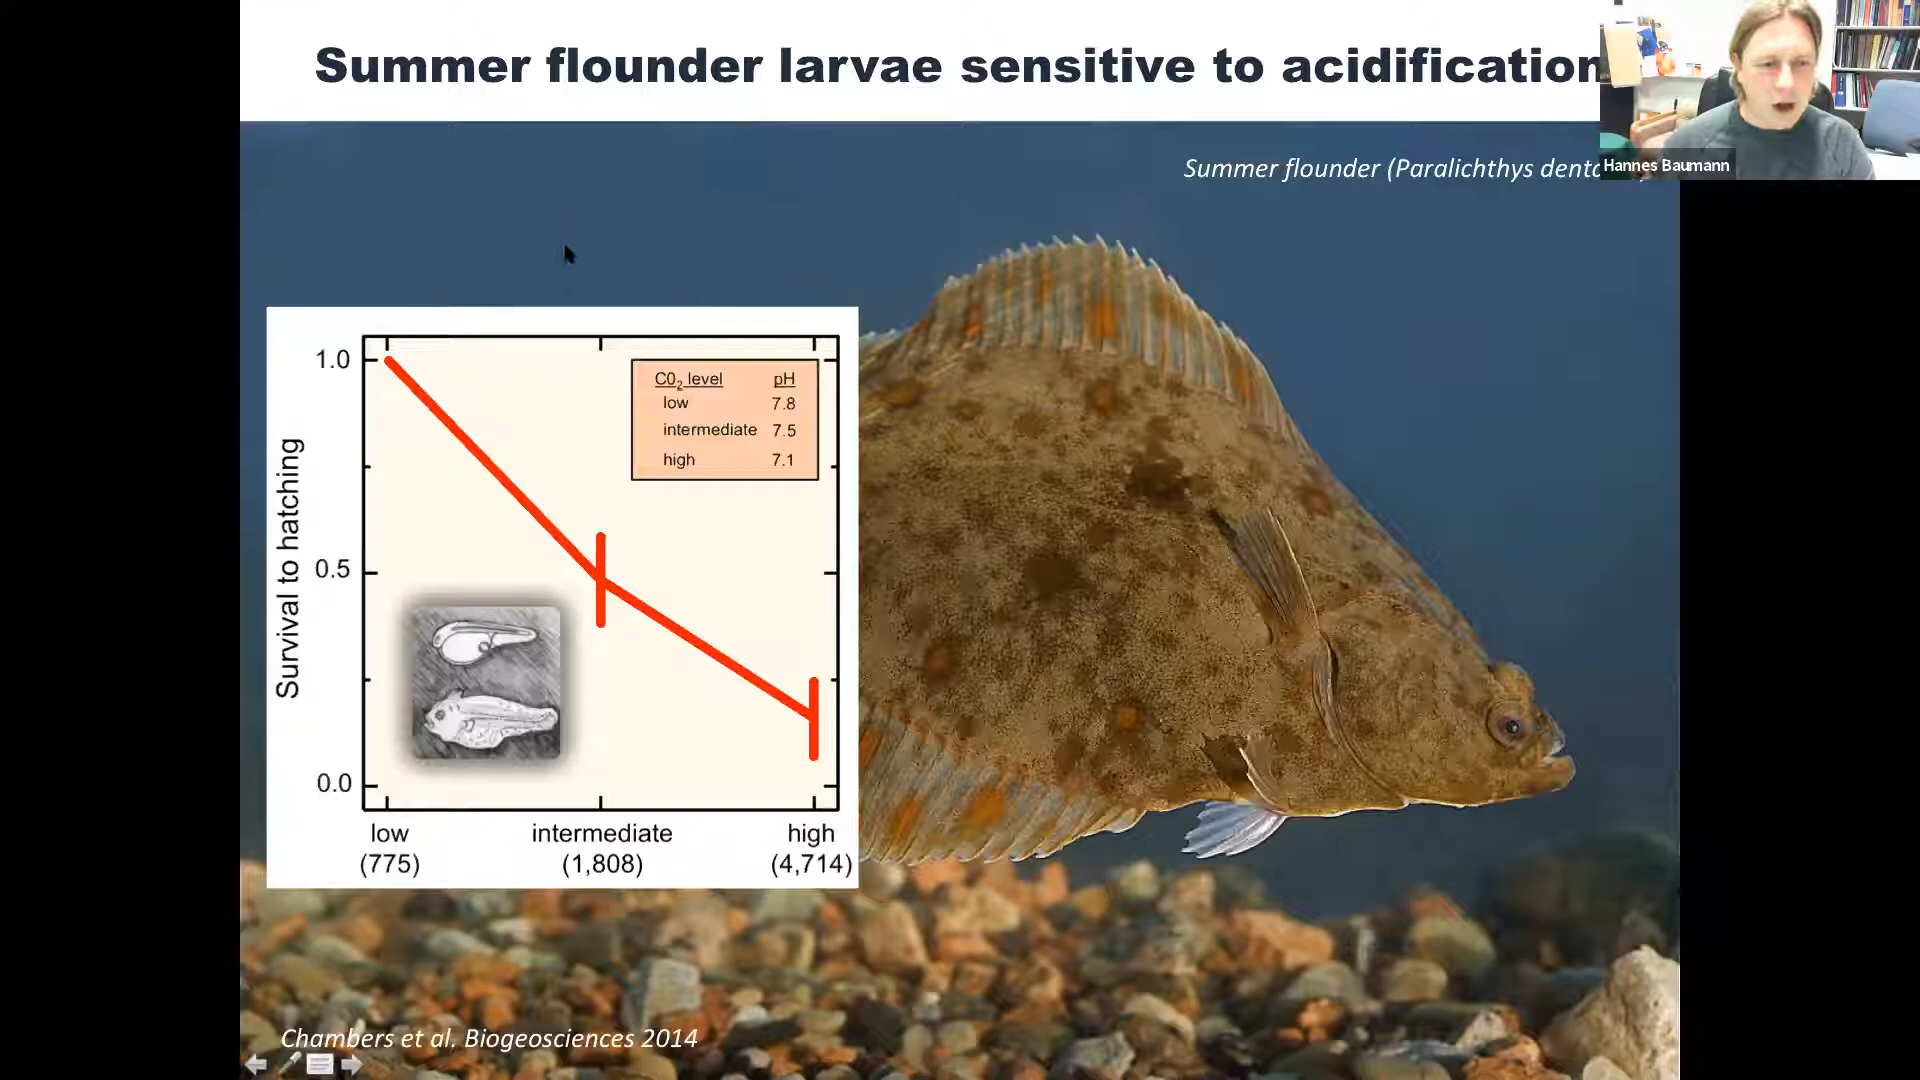 Summer flounder larvae sensitive to acidification
Hannes Baumann
Summer flounder (Paralichthys
Survival to hatching
1.0
0.5
0.0
C0₂ level pH
low 7.8
intermediate 7.5
high 7.1
low intermediate high
(775) (1,808) (4,714)
Chambers et al. Biogeosciences 2014